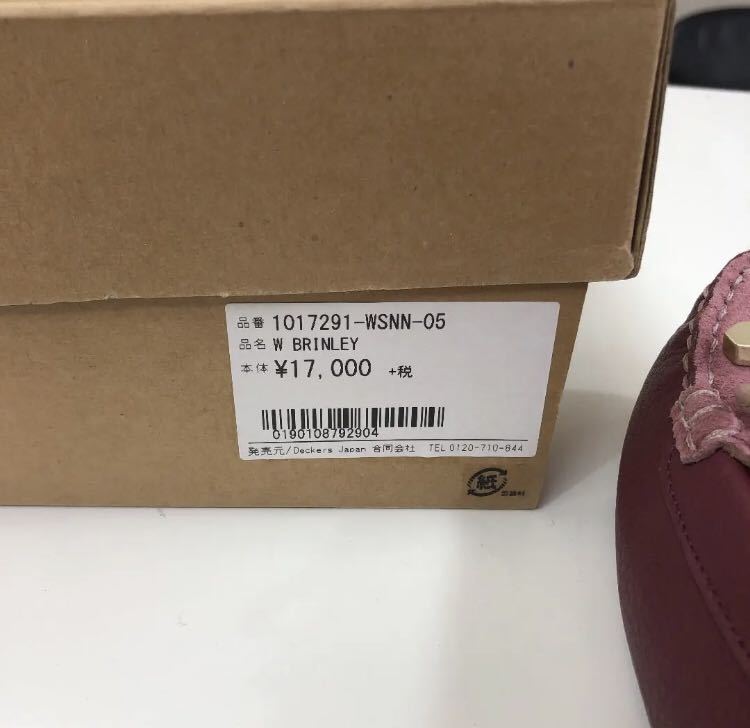 品番 1017291-WSNN-05
品名 W BRINLEY
本体 ¥17,000 +税
0190108792904
発売元/Deckers Japan 合同会社 TEL 0120-710-844
紙